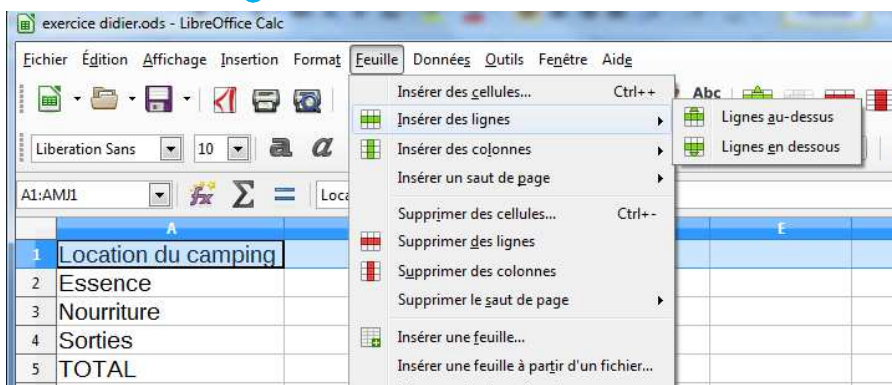 exercice didier.ods - LibreOffice Calc
Fichier Édition Affichage Insertion Format Feuille Données Outils Fenêtre Aide
Insérer des cellules... Ctrl++
Insérer des lignes
Insérer des colonnes
Insérer un saut de page
Supprimer des cellules... Ctrl+-
Supprimer des lignes
Supprimer des colonnes
Supprimer le saut de page
Insérer une feuille...
Insérer une feuille à partir d'un fichier...
Abc
Lignes au-dessus
Lignes en dessous
Liberation Sans 10 a a
A1:AMJ1 fx Σ = Loca
A E
1 Location du camping
2 Essence
3 Nourriture
4 Sorties
5 TOTAL